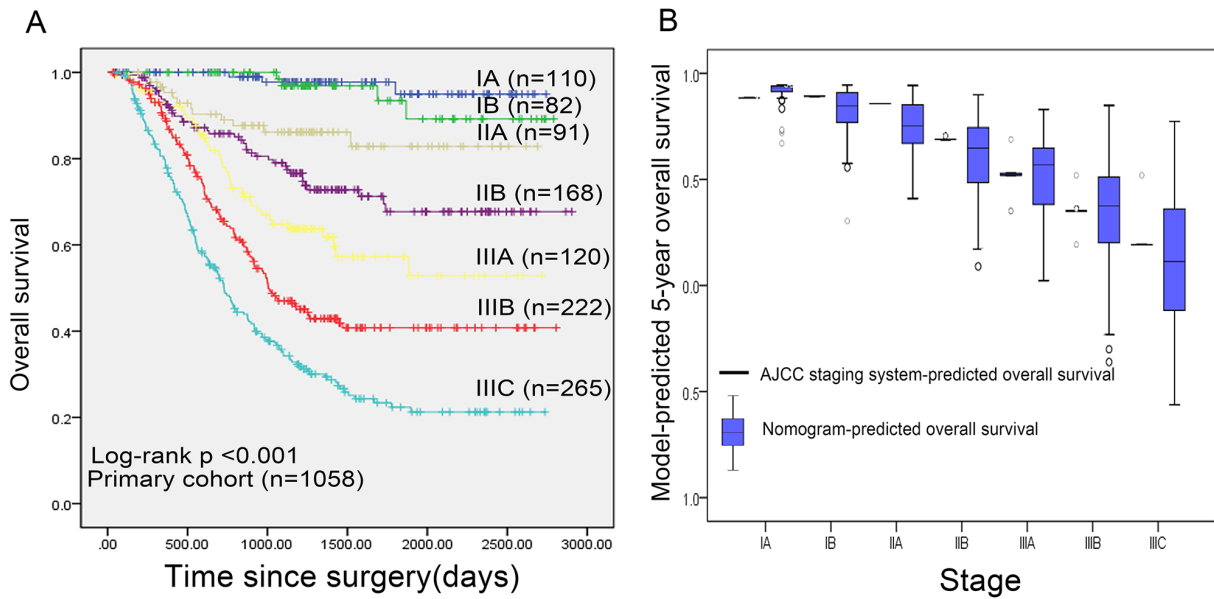 A
Overall survival
1.0
0.8
0.6
0.4
0.2
0.0
IA (n=110)
IB (n=82)
IIA (n=91)
IIB (n=168)
IIIA (n=120)
IIIB (n=222)
IIIC (n=265)
Log-rank p <0.001
Primary cohort (n=1058)
.00 500.00 1000.00 1500.00 2000.00 2500.00 3000.00
Time since surgery(days)
B
Model-predicted 5-year overall survival
1.0
0.5
0.0
0.5
1.0
AJCC staging system-predicted overall survival
Nomogram-predicted overall survival
IA IB IIA IIB IIIA IIIB IIIC
Stage